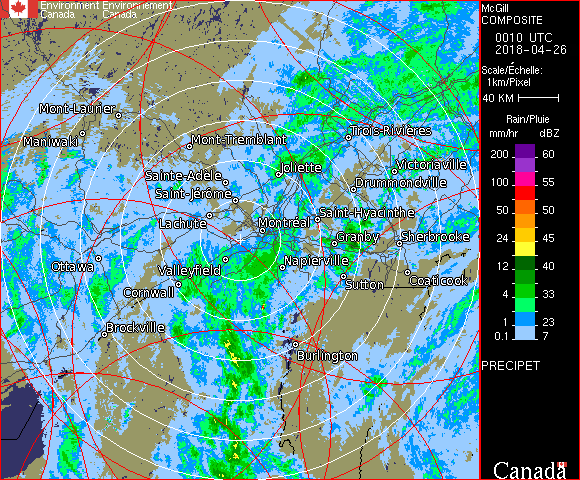 Environment Environnement
Canada Canada
McGill
COMPOSITE
0010 UTC
2018-04-26
Scale/Échelle:
1km/Pixel
40 KM
Rain/Pluie
mm/hr dBZ
200 60
100 55
50 50
24 45
12 40
4 33
1 23
0.1 7
PRECIPET
Canada
Mont-Laurier
Maniwaki
Mont-Tremblant
Trois-Rivières
Joliette
Victoriaville
Sainte-Adèle
Drummondville
Saint-Jérôme
Lachute
Saint-Hyacinthe
Montréal
Granby
Sherbrooke
Ottawa
Valleyfield
Napierville
Cornwall
Sutton
Coaticook
Brockville
Burlington